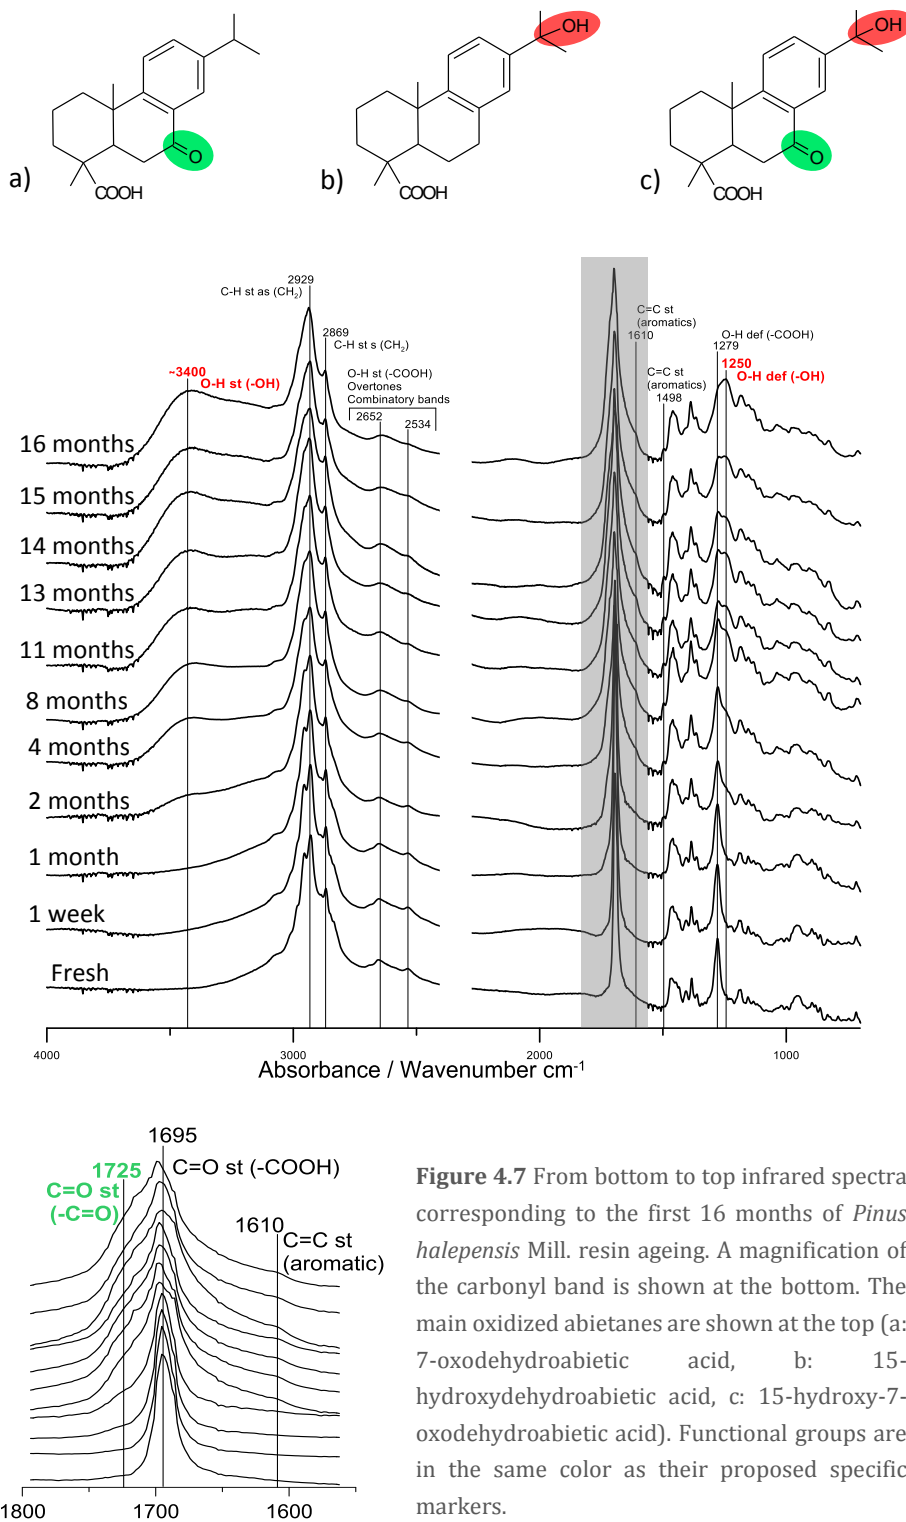 OH
OH
O
O
a)
COOH
b)
COOH
c)
COOH
2929
C-H st as (CH2)
2869
C-H st s (CH2)
O-H st (-COOH)
Overtones
Combinatory bands
2652
2534
~3400
O-H st (-OH)
C=C st
(aromatics)
1610
C=C st
(aromatics)
1498
O-H def (-COOH)
1279
1250
O-H def (-OH)
16 months
15 months
14 months
13 months
11 months
8 months
4 months
2 months
1 month
1 week
Fresh
4000 3000 2000 1000
Absorbance / Wavenumber cm-1
1695
1725
C=O st
(-C=O)
C=O st (-COOH)
1610
C=C st
(aromatic)
1800 1700 1600
Figure 4.7 From bottom to top infrared spectra
corresponding to the first 16 months of Pinus
halepensis Mill. resin ageing. A magnification of
the carbonyl band is shown at the bottom. The
main oxidized abietanes are shown at the top (a:
7-oxodehydroabietic acid, b: 15-
hydroxydehydroabietic acid, c: 15-hydroxy-7-
oxodehydroabietic acid). Functional groups are
in the same color as their proposed specific
markers.